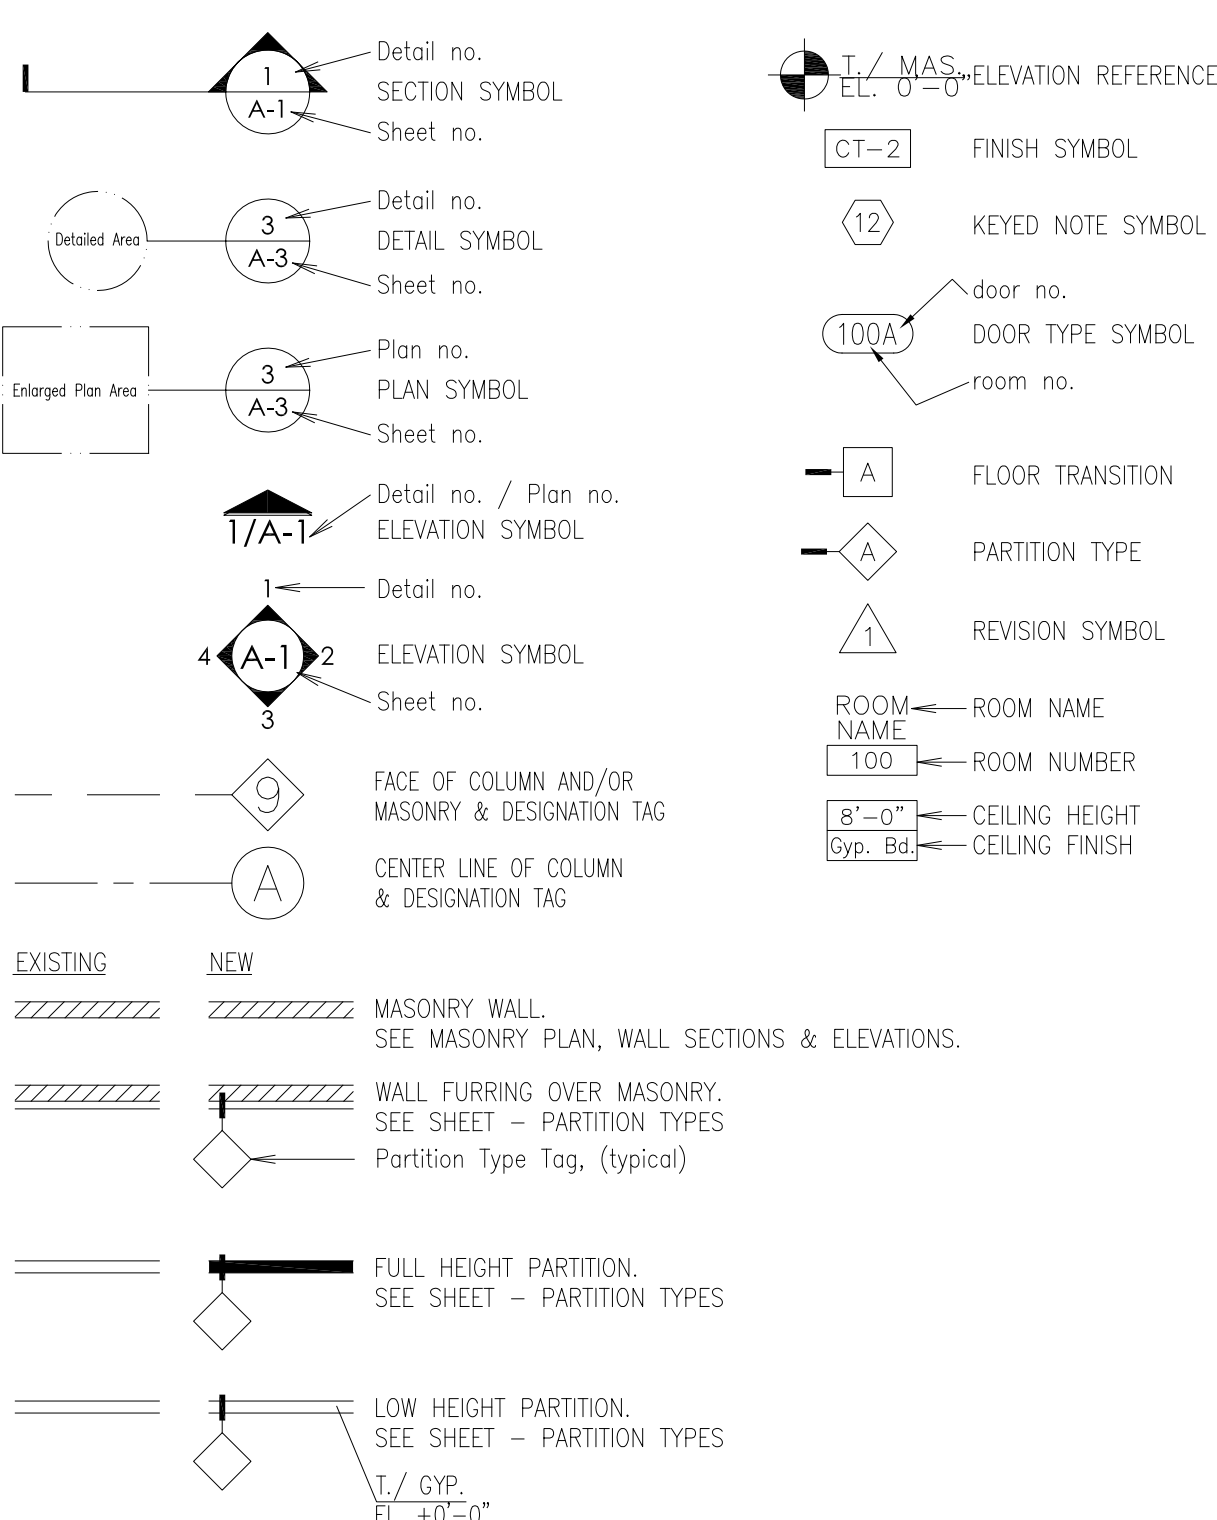 Detail no.
1
SECTION SYMBOL
A-1
Sheet no.
Detail no.
3
Detailed Area
DETAIL SYMBOL
A-3
Sheet no.
Plan no.
3
Enlarged Plan Area
PLAN SYMBOL
A-3
Sheet no.
Detail no. / Plan no.
1/A-1
ELEVATION SYMBOL
1
Detail no.
4
A-1
2
ELEVATION SYMBOL
Sheet no.
3
9
FACE OF COLUMN AND/OR
MASONRY & DESIGNATION TAG
A
CENTER LINE OF COLUMN
& DESIGNATION TAG
T./ MAS.
EL. 0'-0"
ELEVATION REFERENCE
CT-2
FINISH SYMBOL
12
KEYED NOTE SYMBOL
door no.
100A
DOOR TYPE SYMBOL
room no.
A
FLOOR TRANSITION
A
PARTITION TYPE
1
REVISION SYMBOL
ROOM
NAME
ROOM NAME
100
ROOM NUMBER
8'-0"
CEILING HEIGHT
Gyp. Bd.
CEILING FINISH
EXISTING
NEW
MASONRY WALL.
SEE MASONRY PLAN, WALL SECTIONS & ELEVATIONS.
WALL FURRING OVER MASONRY.
SEE SHEET - PARTITION TYPES
Partition Type Tag, (typical)
FULL HEIGHT PARTITION.
SEE SHEET - PARTITION TYPES
LOW HEIGHT PARTITION.
SEE SHEET - PARTITION TYPES
T./ GYP.
EL. +0'-0"